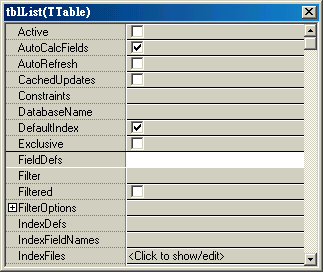 tblList(TTable)
Active
AutoCalcFields
AutoRefresh
CachedUpdates
Constraints
DatabaseName
DefaultIndex
Exclusive
FieldDefs
Filter
Filtered
FilterOptions
IndexDefs
IndexFieldNames
IndexFiles <Click to show/edit>